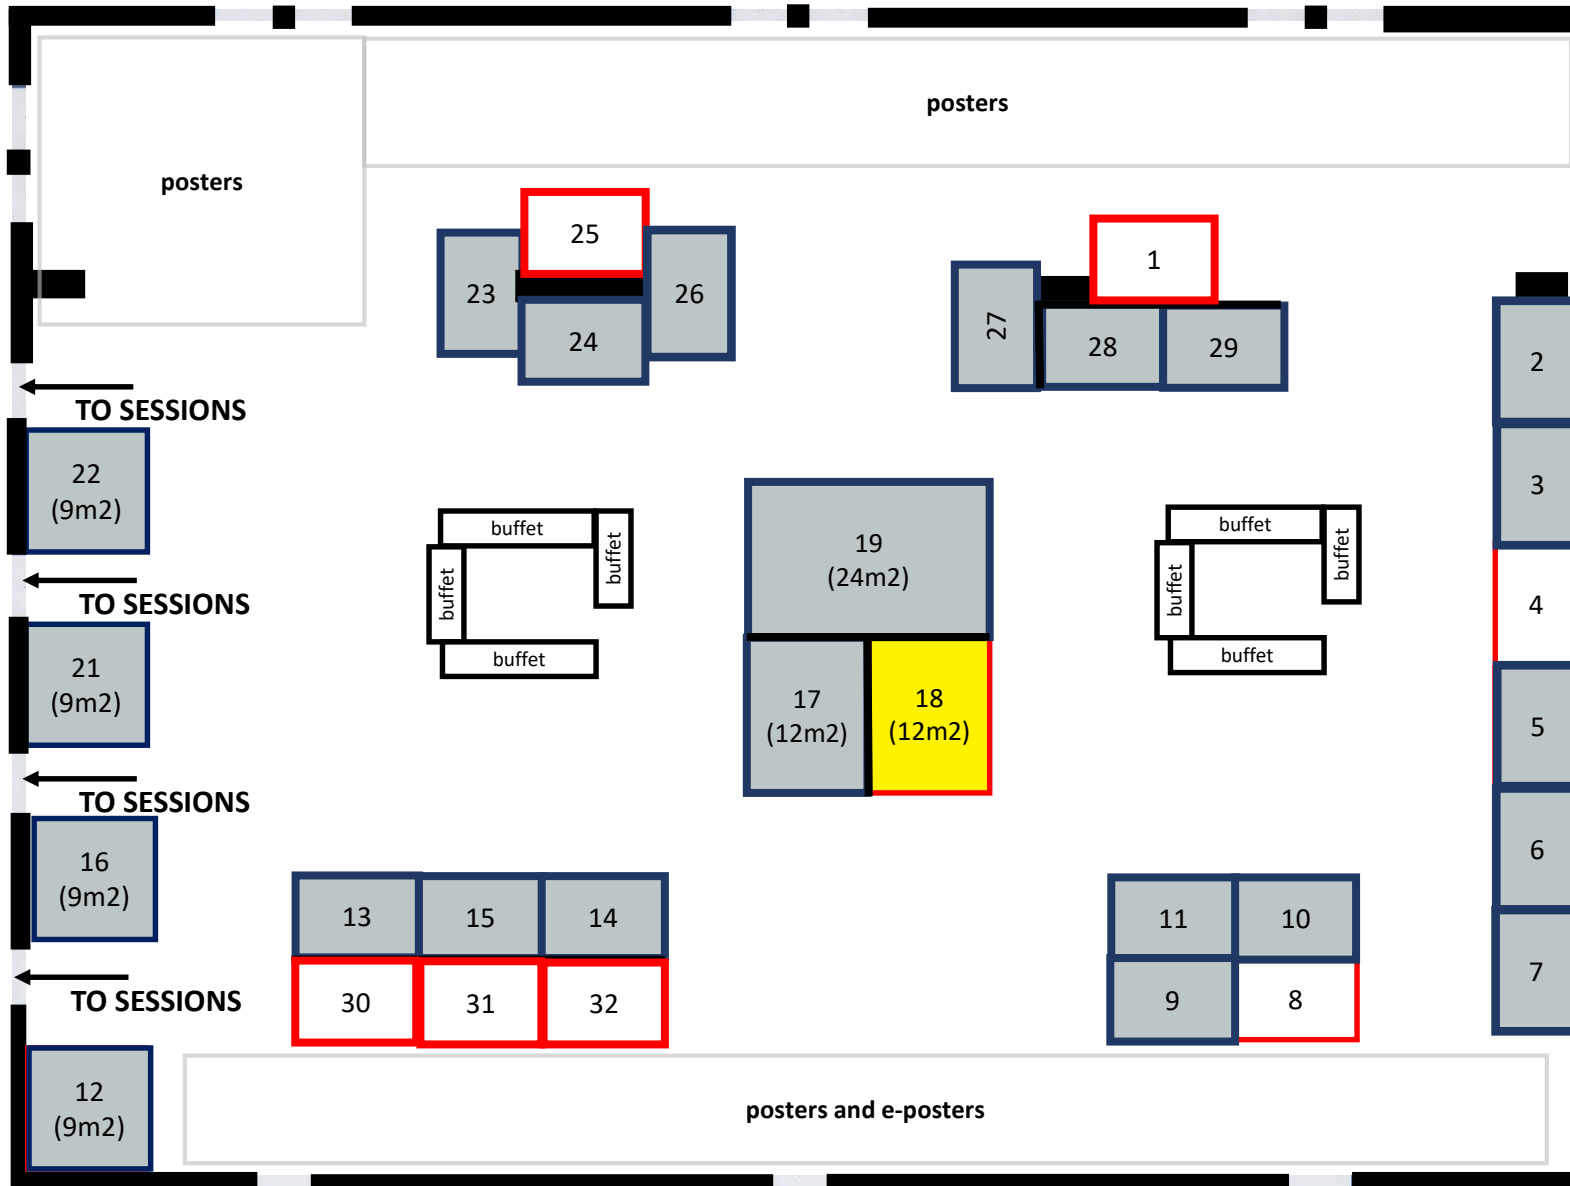 posters
posters
25
1
23
26
24
27
28
29
2
TO SESSIONS
22
(9m2)
3
buffet
buffet
buffet
buffet
19
(24m2)
buffet
buffet
buffet
buffet
4
TO SESSIONS
21
(9m2)
17
(12m2)
18
(12m2)
5
TO SESSIONS
16
(9m2)
6
13
15
14
11
10
7
TO SESSIONS
30
31
32
9
8
12
(9m2)
posters and e-posters